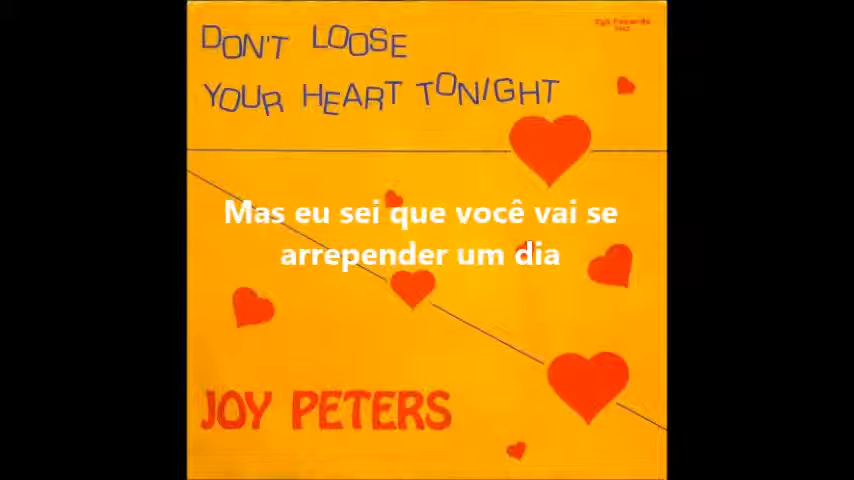 DON'T LOOSE
YOUR HEART TONIGHT
Mas eu sei que você vai se
arrepender um dia
JOY PETERS